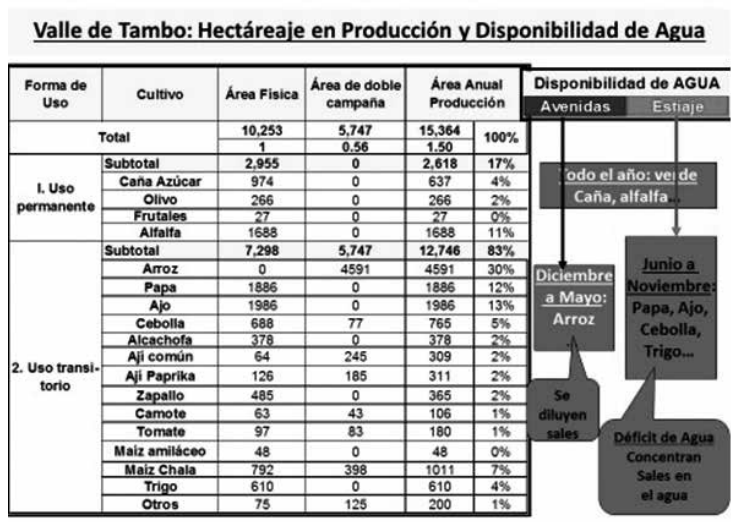 Valle de Tambo: Hectáreaje en Producción y Disponibilidad de Agua
Forma de Uso Cultivo Área Física Área de doble campaña Área Anual Producción
Total 10,253 5,747 15,364 100%
1 0.56 1.50
I. Uso permanente
Subtotal 2,955 0 2,618 17%
Caña Azúcar 974 0 637 4%
Olivo 266 0 266 2%
Frutales 27 0 27 0%
Alfalfa 1688 0 1688 11%
2. Uso transi-
torio
Subtotal 7,298 5,747 12,746 83%
Arroz 0 4591 4591 30%
Papa 1886 0 1886 12%
Ajo 1986 0 1986 13%
Cebolla 688 77 765 5%
Alcachofa 378 0 378 2%
Ají común 64 245 309 2%
Ají Paprika 126 185 311 2%
Zapallo 485 0 365 2%
Camote 63 43 106 1%
Tomate 97 83 180 1%
Maíz amiláceo 48 0 48 0%
Maíz Chala 792 398 1011 7%
Trigo 610 0 610 4%
Otros 75 125 200 1%
Disponibilidad de AGUA
Avenidas Estiaje
Todo el año: verde
Caña, alfalfa...
Diciembre
a Mayo:
Arroz
Junio a
Noviembre:
Papa, Ajo,
Cebolla,
Trigo...
Se
diluyen
sales
Déficit de Agua
Concentran
Sales en
el agua